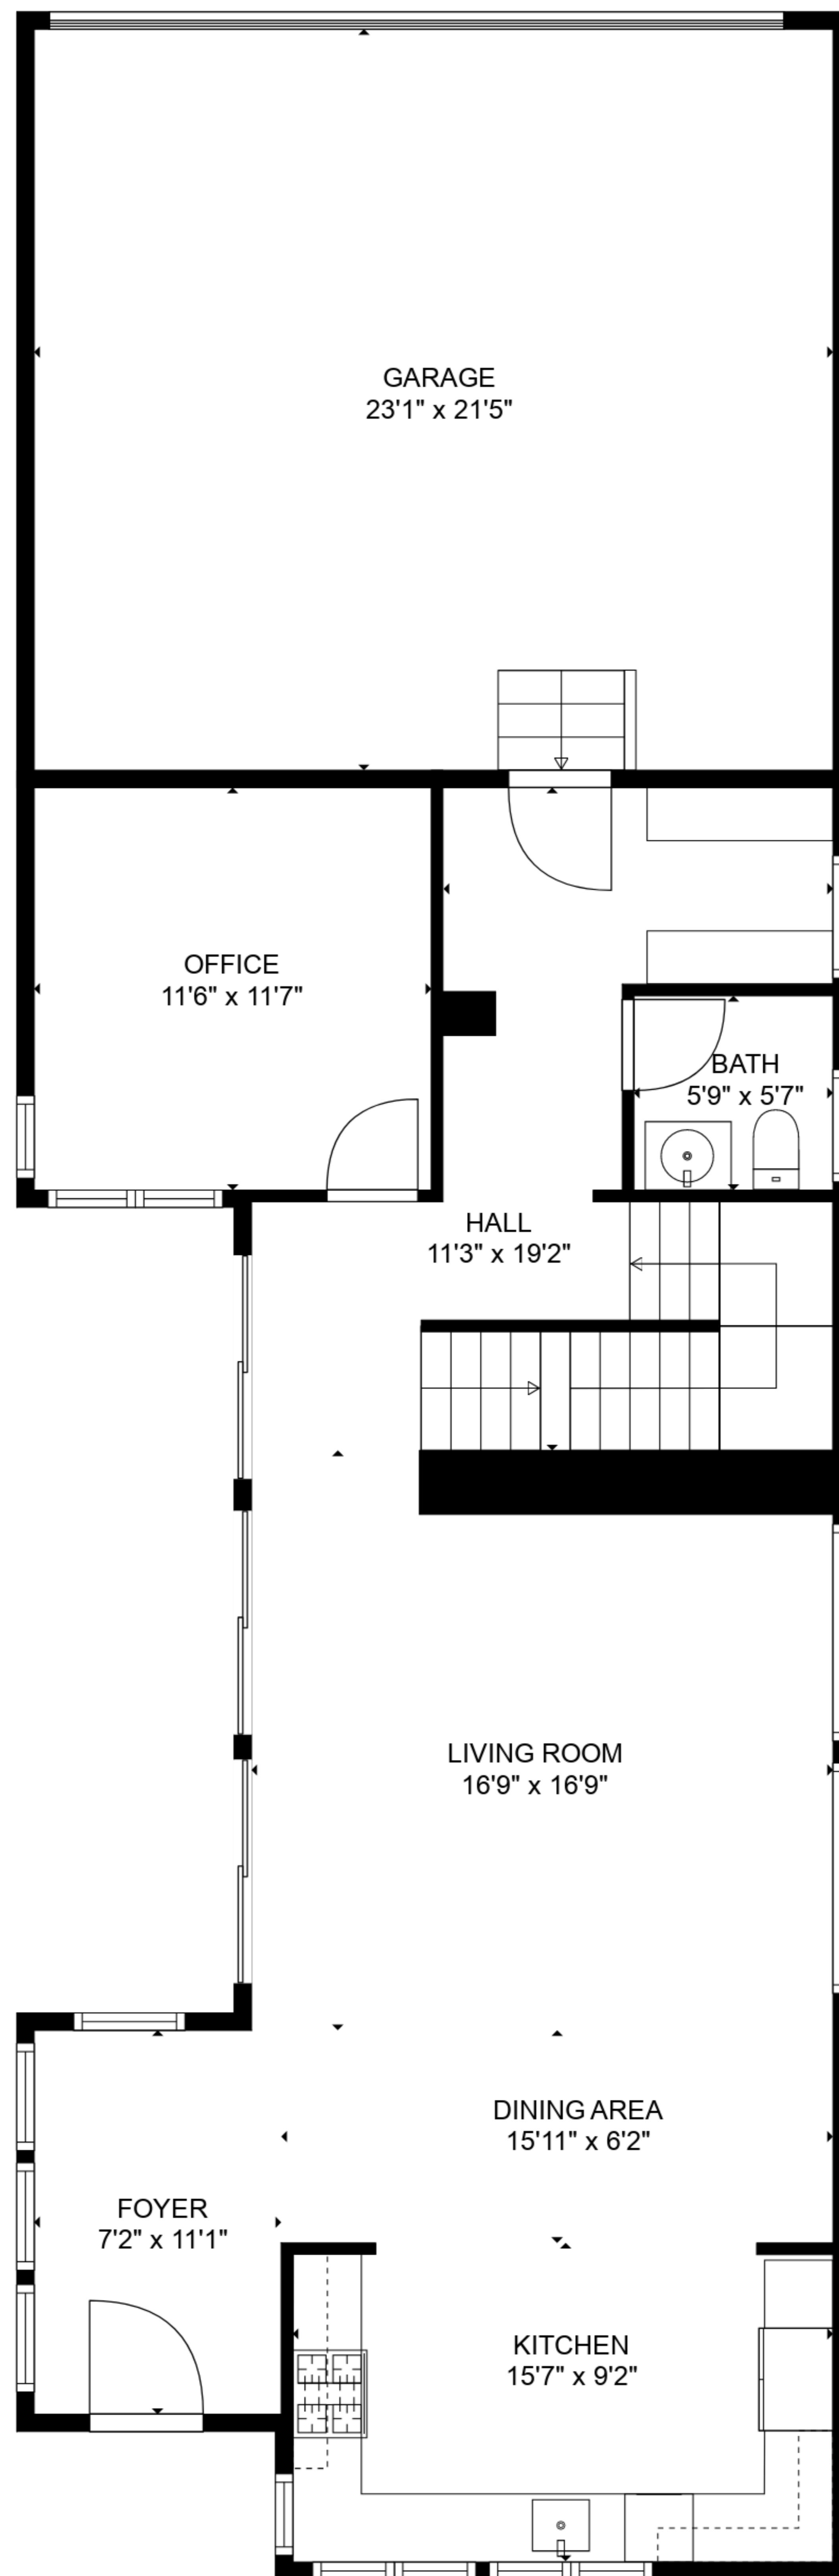 GARAGE
23'1" x 21'5"
OFFICE
11'6" x 11'7"
BATH
5'9" x 5'7"
HALL
11'3" x 19'2"
LIVING ROOM
16'9" x 16'9"
DINING AREA
15'11" x 6'2"
FOYER
7'2" x 11'1"
KITCHEN
15'7" x 9'2"